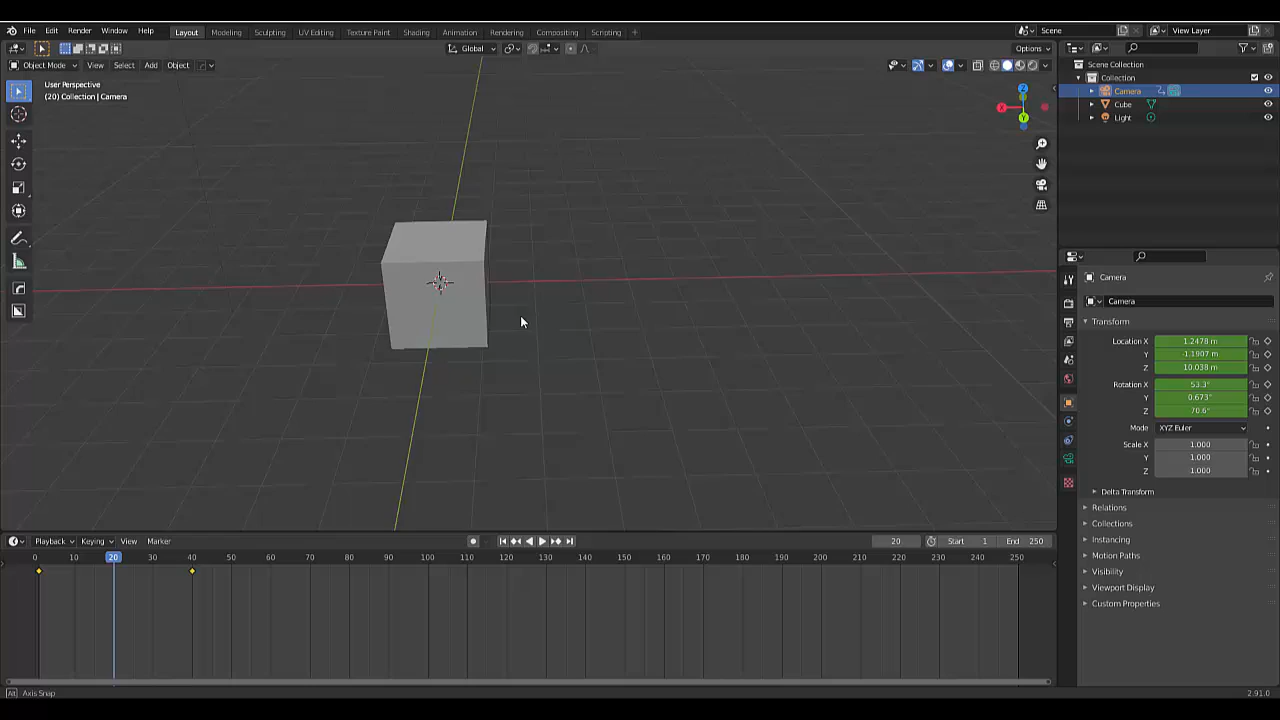 File Edit Render Window Help Layout Modeling Sculpting UV Editing Texture Paint Shading Animation Rendering Compositing Scripting + Scene View Layer
Global Options
Object Mode View Select Add Object
Scene Collection
Collection
Camera
Cube
Light
User Perspective
(20) Collection | Camera
X
Y
Z
Camera
Camera
Transform
Location X 1.2478 m
Y -1.1907 m
Z 10.038 m
Rotation X 53.3°
Y 0.673°
Z 70.6°
Mode XYZ Euler
Scale X 1.000
Y 1.000
Z 1.000
Delta Transform
Relations
Collections
Instancing
Motion Paths
Visibility
Viewport Display
Custom Properties
Playback Keying View Marker 20 Start 1 End 250
0 10 20 30 40 50 60 70 80 90 100 110 120 130 140 150 160 170 180 190 200 210 220 230 240 250
Alt Axis Snap 2.91.0